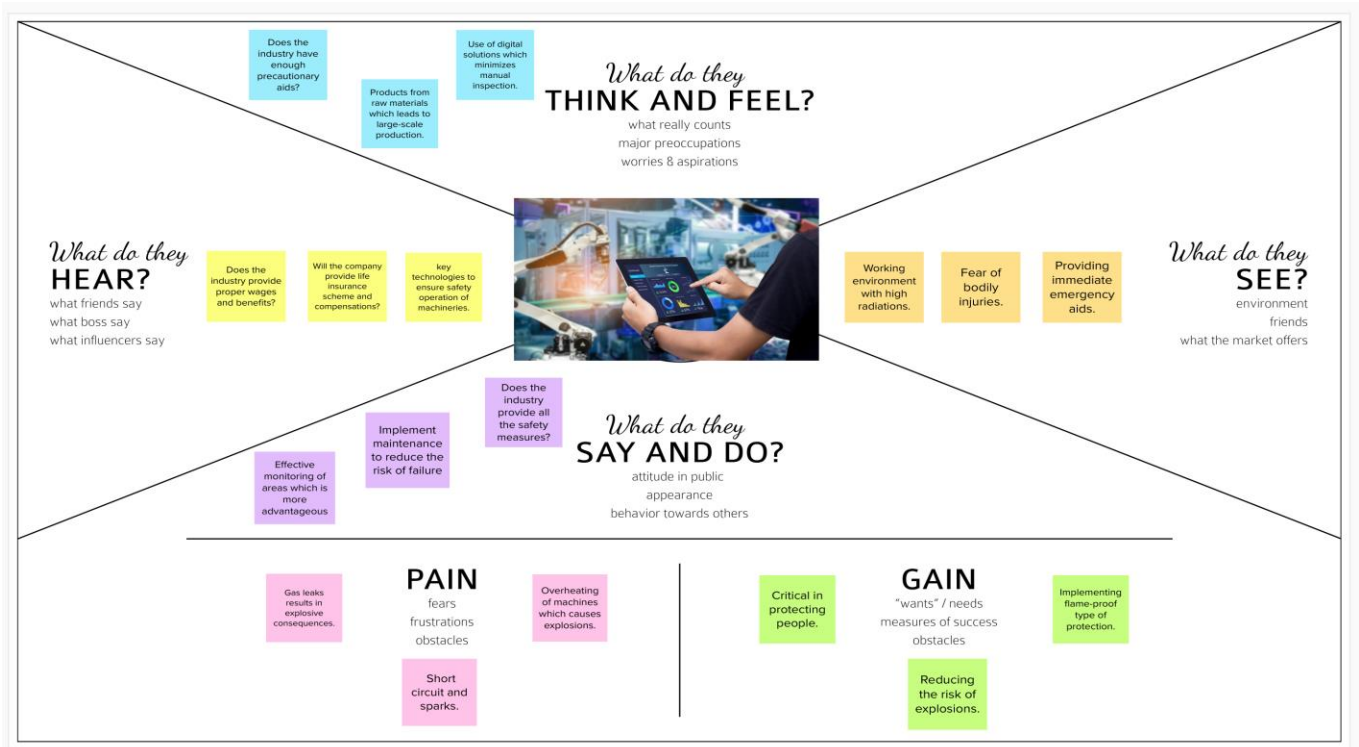 Does the
industry have
enough
precautionary
aids?
Products from
raw materials
which leads to
large-scale
production.
Use of digital
solutions which
minimizes
manual
inspection.
What do they
THINK AND FEEL?
what really counts
major preoccupations
worries & aspirations
What do they
HEAR?
what friends say
what boss say
what influencers say
Does the
industry provide
proper wages
and benefits?
Will the company
provide life
insurance
scheme and
compensations?
key
technologies to
ensure safety
operation of
machineries.
Working
environment
with high
radiations.
Fear of
bodily
injuries.
Providing
immediate
emergency
aids.
What do they
SEE?
environment
friends
what the market offers
Effective
monitoring of
areas which is
more
advantageous
Implement
maintenance
to reduce the
risk of failure
Does the
industry
provide all
the safety
measures?
What do they
SAY AND DO?
attitude in public
appearance
behavior towards others
Gas leaks
results in
explosive
consequences.
PAIN
fears
frustrations
obstacles
Overheating
of machines
which causes
explosions.
Short
circuit and
sparks.
Critical in
protecting
people.
GAIN
"wants" / needs
measures of success
obstacles
Implementing
flame-proof
type of
protection.
Reducing
the risk of
explosions.